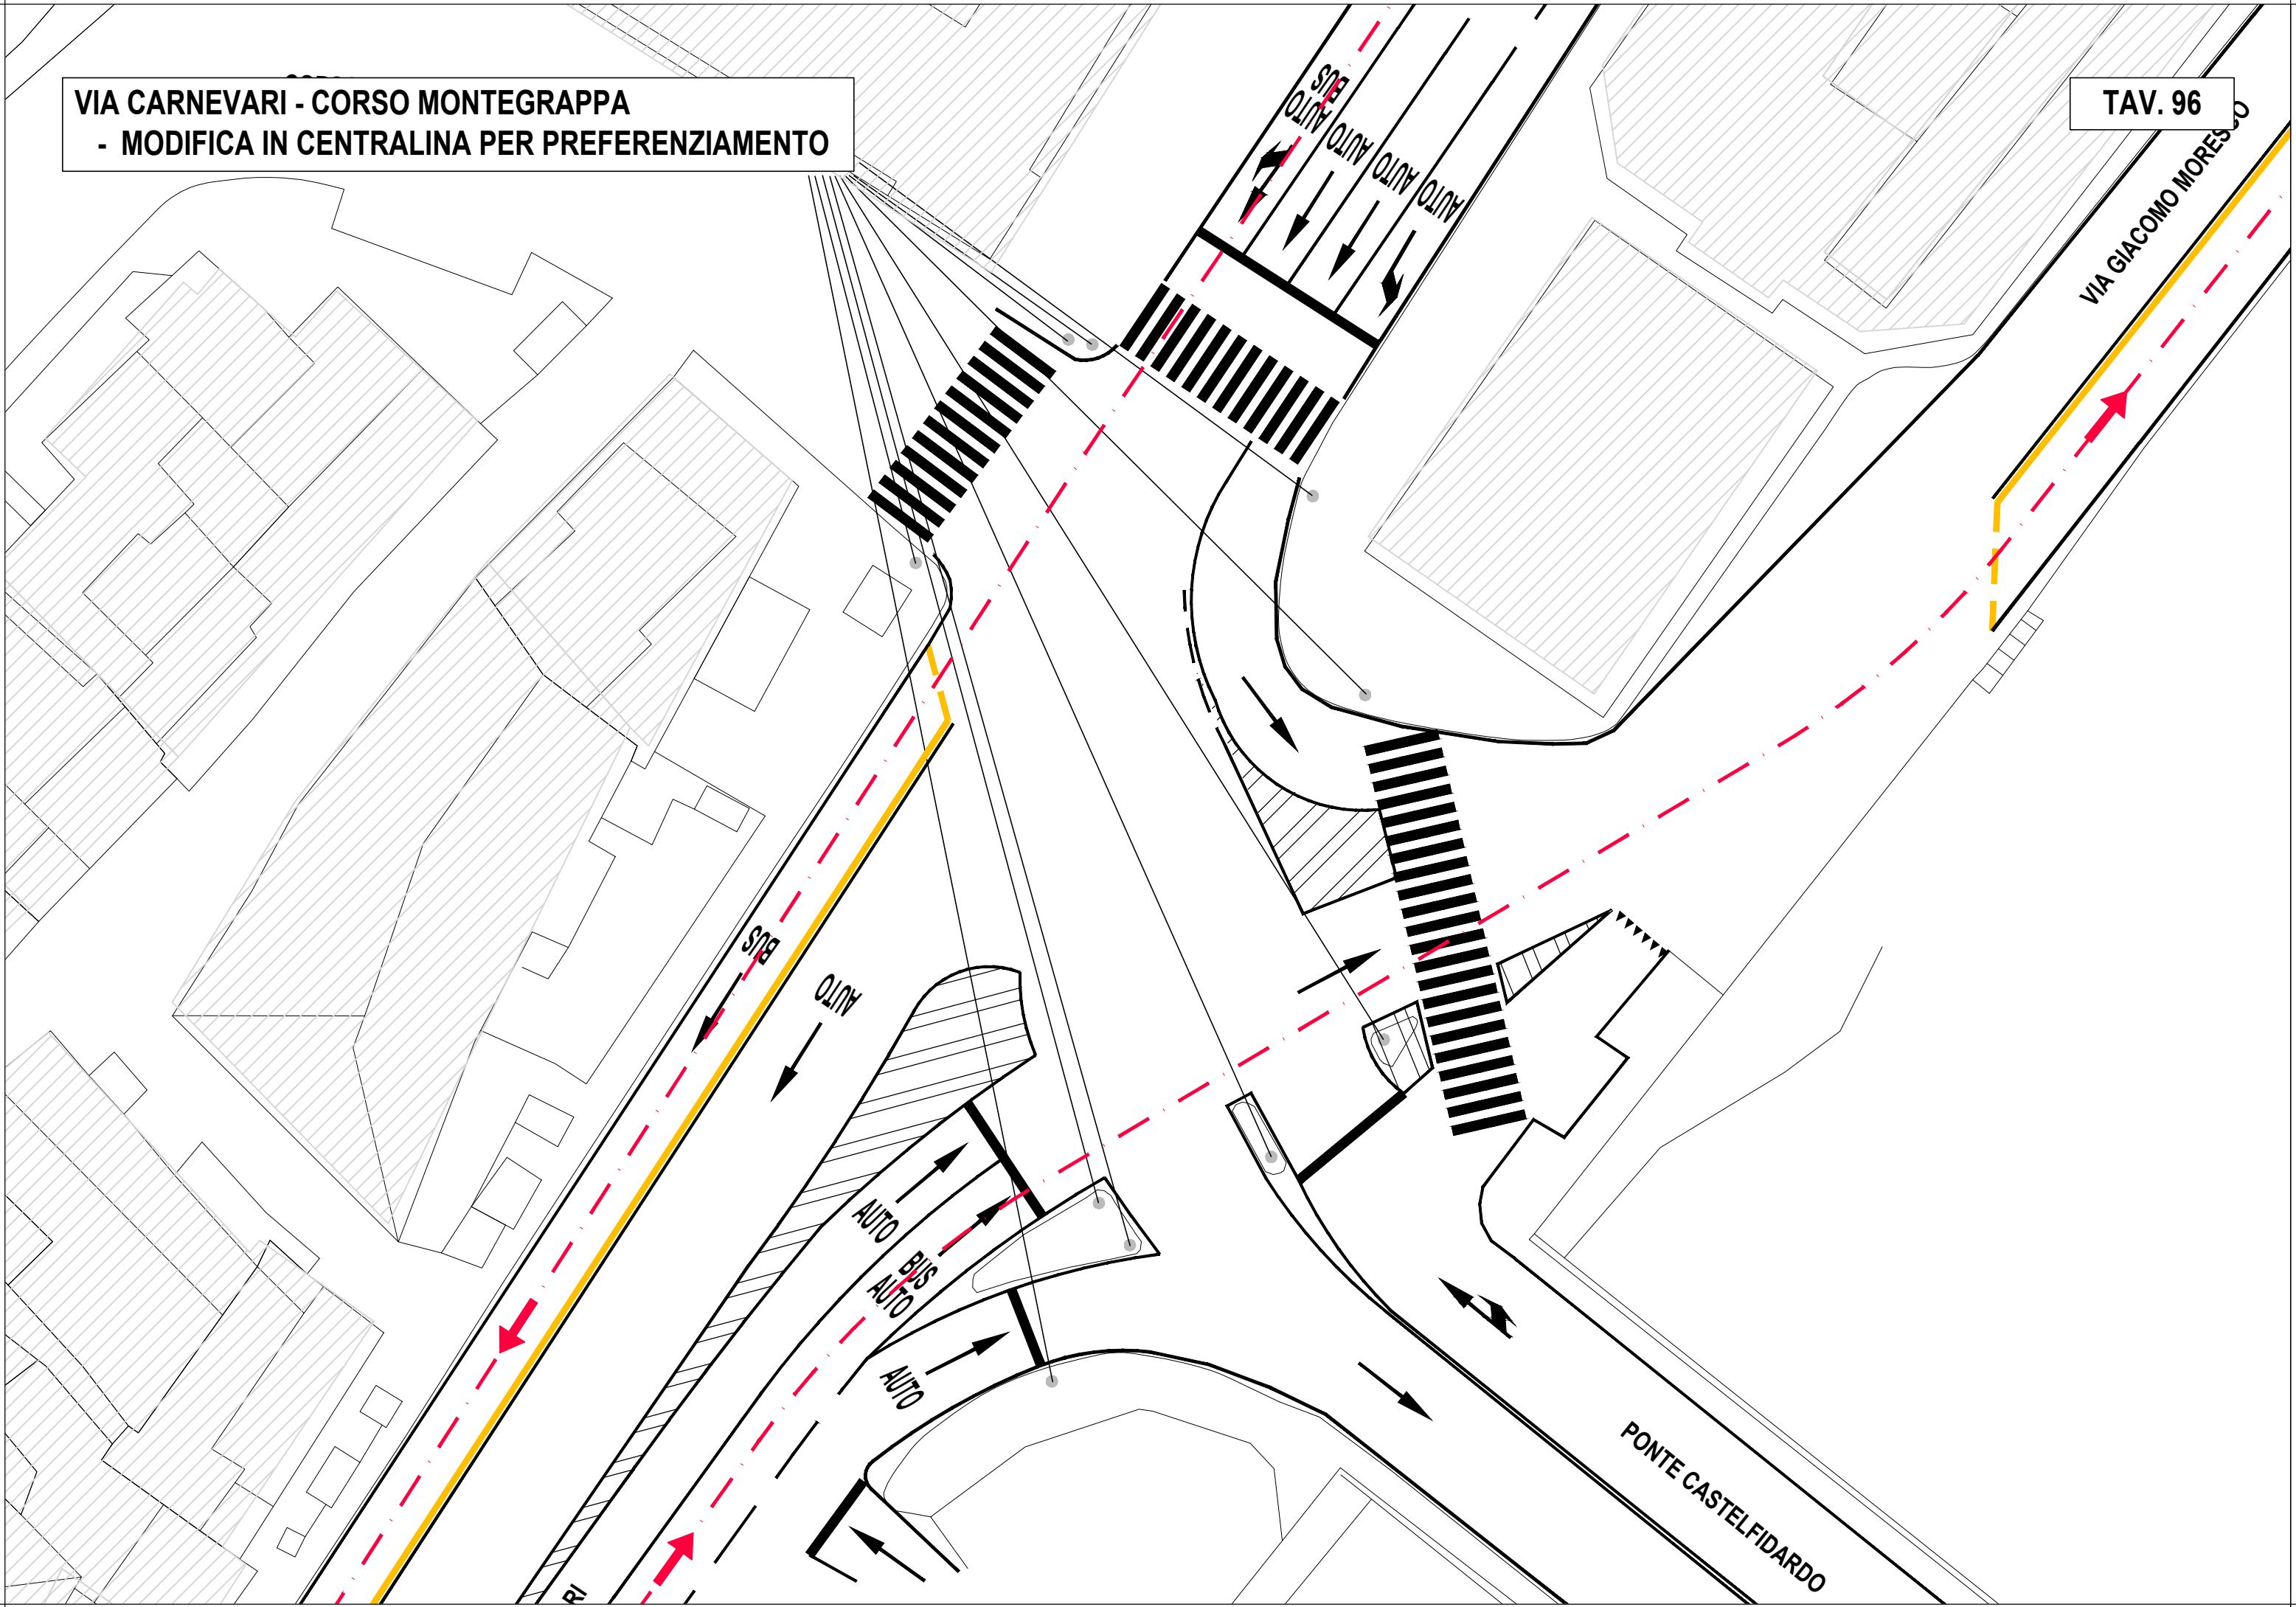 VIA CARNEVARI - CORSO MONTEGRAPPA
- MODIFICA IN CENTRALINA PER PREFERENZIAMENTO
TAV. 96
VIA GIACOMO MORESCO
BUS
AUTO
AUTO
AUTO
AUTO
BUS
AUTO
AUTO
BUS
AUTO
AUTO
PONTE CASTELFIDARDO
RI